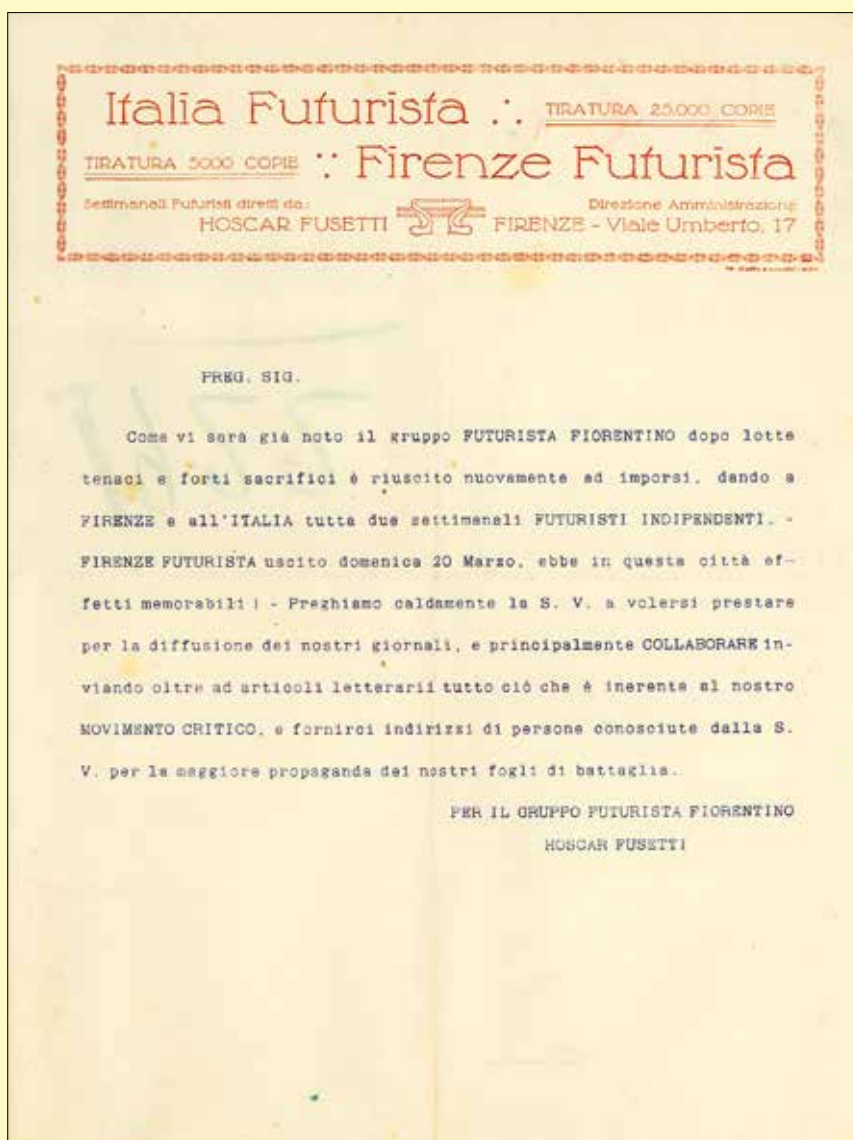 Italia Futurista ∴ TIRATURA 25.000 COPIE
TIRATURA 5000 COPIE ∵ Firenze Futurista
Settimanali Futuristi diretti da: Direzione Amministrazione
HOSCAR FUSETTI FIRENZE - Viale Umberto, 17
PREG. SIG.
Come vi sara già noto il gruppo FUTURISTA FIORENTINO dopo lotte
tenaci e forti sacrifici è riuscito nuovamente ad imporsi, dando a
FIRENZE e all'ITALIA tutta due settimanali FUTURISTI INDIPENDENTI. -
FIRENZE FUTURISTA uscito domenica 20 Marzo, ebbe in questa città ef-
fetti memorabili! - Preghiamo caldamente la S. V. a volersi prestare
per la diffusione dei nostri giornali, e principalmente COLLABORARE in-
viando oltre ad articoli letterarii tutto ciò che è inerente al nostro
MOVIMENTO CRITICO, e fornirci indirizzi di persone conosciute dalla S.
V. per la maggiore propaganda dei nostri fogli di battaglia.
PER IL GRUPPO FUTURISTA FIORENTINO
HOSCAR FUSETTI